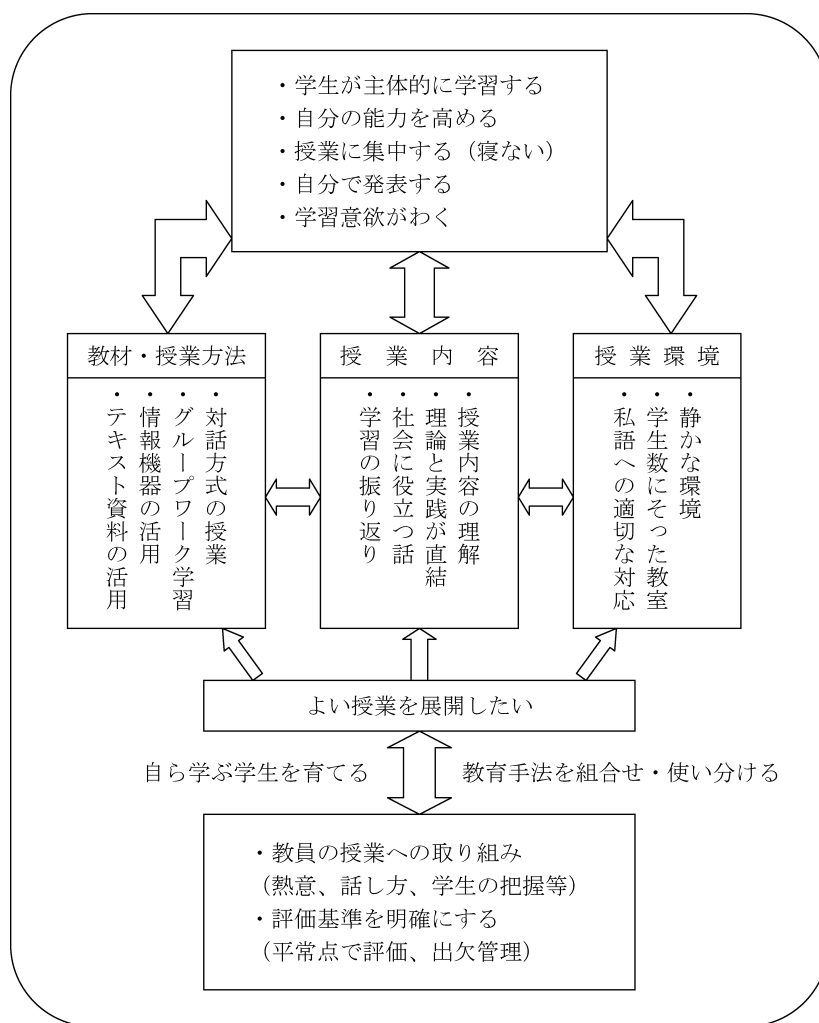 ・学生が主体的に学習する
・自分の能力を高める
・授業に集中する（寝ない）
・自分で発表する
・学習意欲がわく
教材・授業方法
・対話方式の授業
・グループワーク学習
・情報機器の活用
・テキスト資料の活用
授業内容
・授業内容の理解
・理論と実践が直結
・社会に役立つ話
・学習の振り返り
授業環境
・静かな環境
・学生数にそった教室
・私語への適切な対応
よい授業を展開したい
自ら学ぶ学生を育てる
教育手法を組合せ・使い分ける
・教員の授業への取り組み
（熱意、話し方、学生の把握等）
・評価基準を明確にする
（平常点で評価、出欠管理）